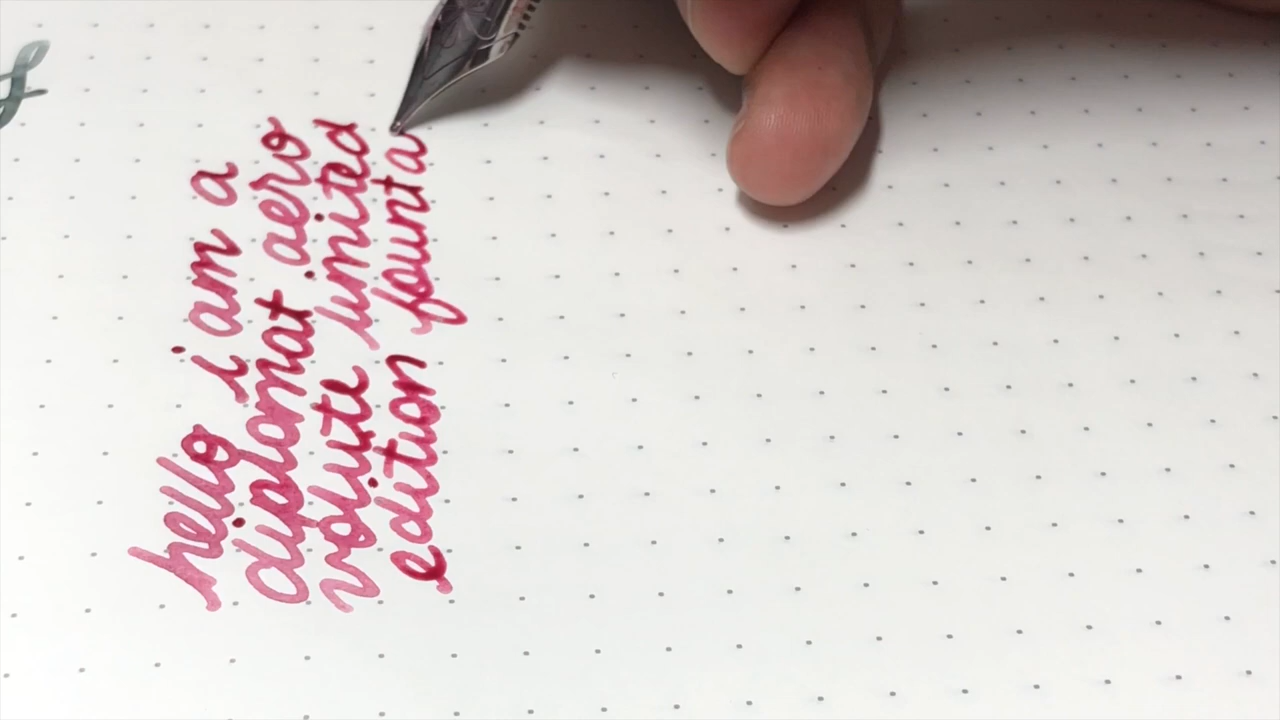 hello i am a
diplomat aero
volute limited
edition founta